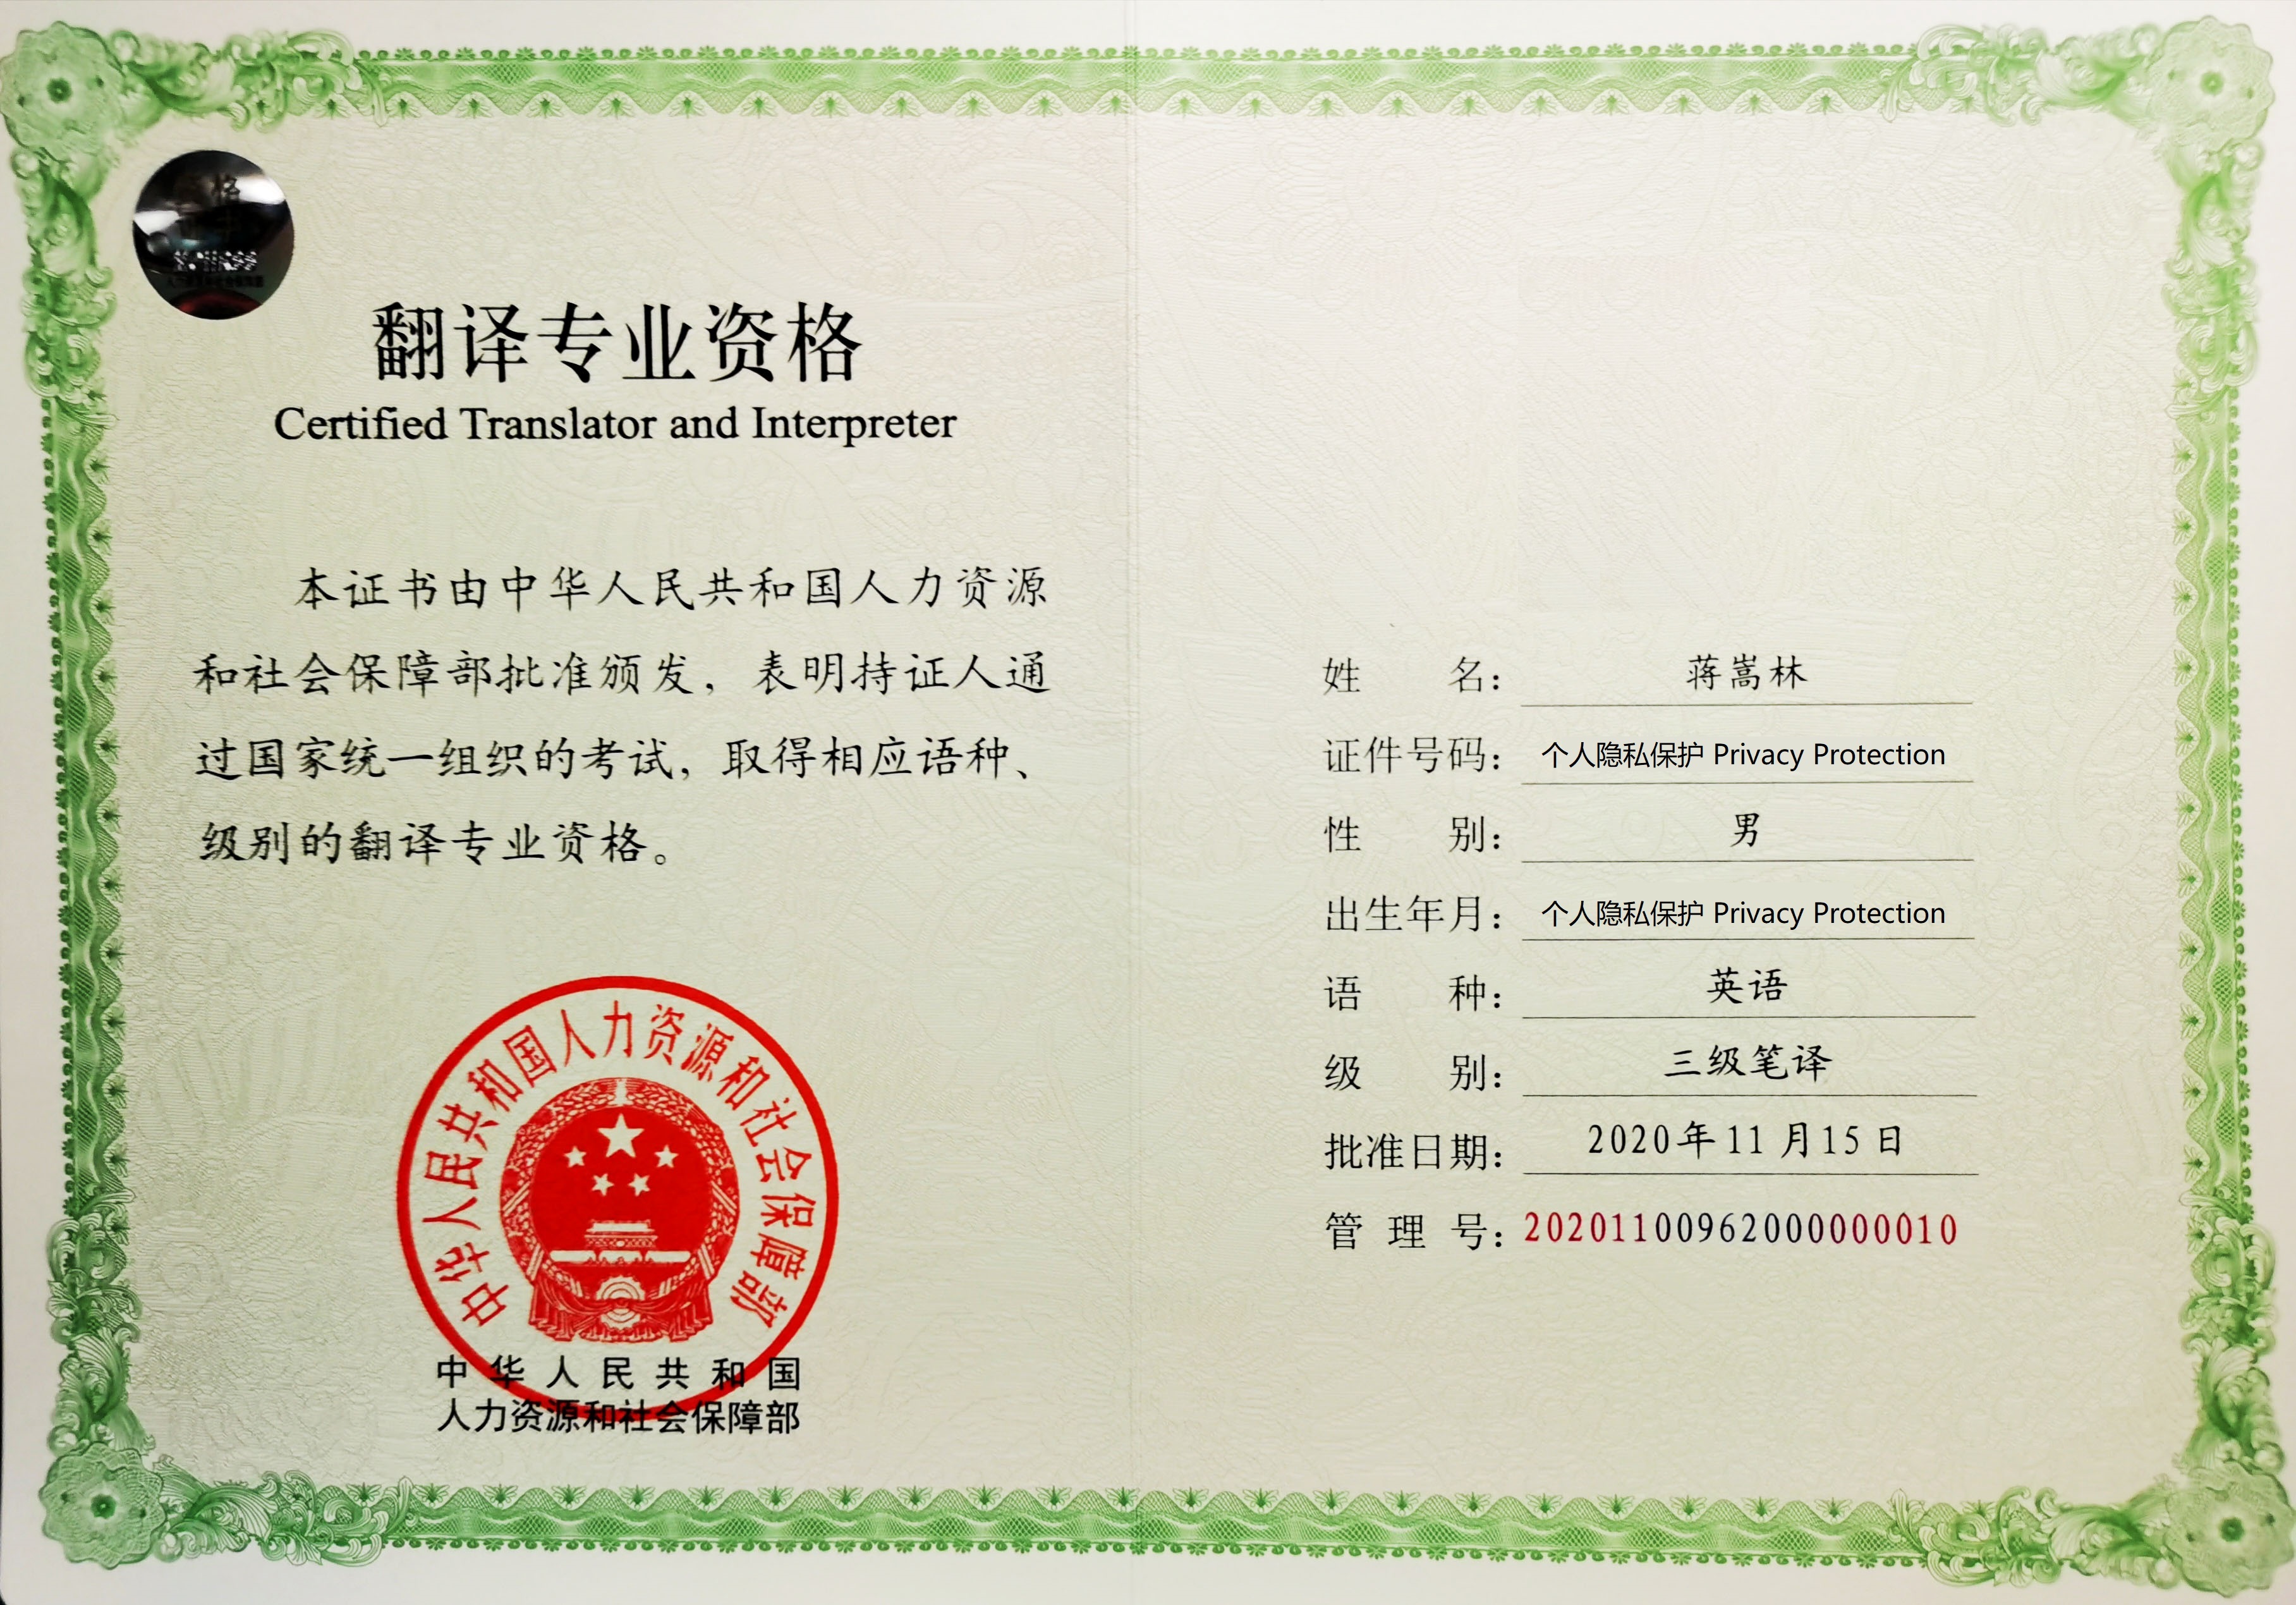 翻译专业资格
Certified Translator and Interpreter
本证书由中华人民共和国人力资源
和社会保障部批准颁发，表明持证人通
过国家统一组织的考试，取得相应语种、
级别的翻译专业资格。
中华人民共和国人力资源和社会保障部
中华人民共和国
人力资源和社会保障部
姓名：蒋嵩林
证件号码：个人隐私保护 Privacy Protection
性别：男
出生年月：个人隐私保护 Privacy Protection
语种：英语
级别：三级笔译
批准日期：2020年11月15日
管理号：20201100962000000010